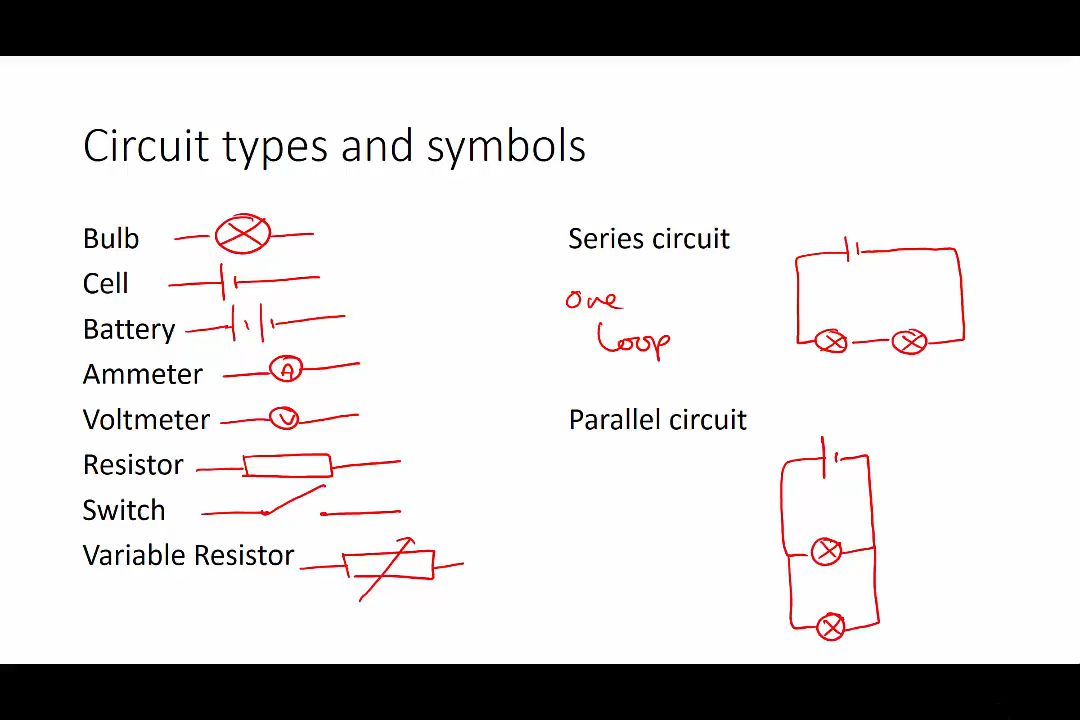 Circuit types and symbols
Bulb
Cell
Battery
Ammeter
A
Voltmeter
V
Resistor
Switch
Variable Resistor
Series circuit
One
Loop
Parallel circuit